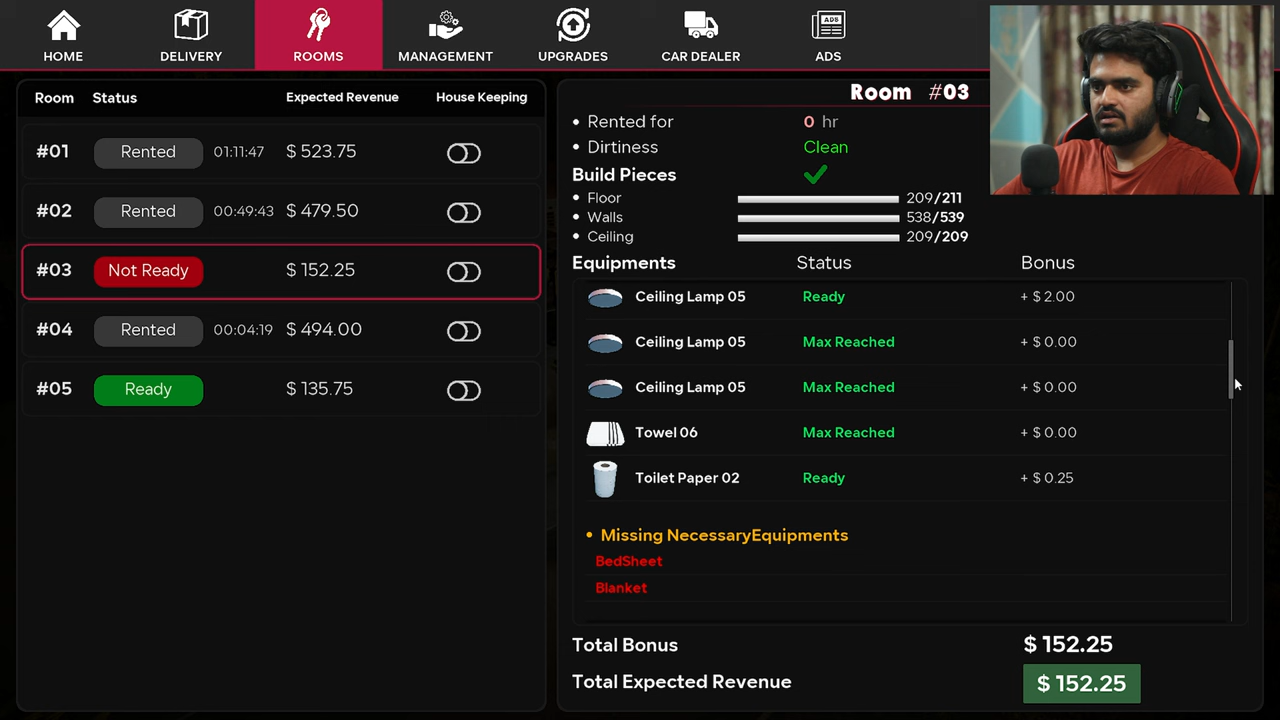 HOME DELIVERY ROOMS MANAGEMENT UPGRADES CAR DEALER ADS
ADS
Room Status Expected Revenue House Keeping
#01 Rented 01:11:47 $ 523.75
#02 Rented 00:49:43 $ 479.50
#03 Not Ready $ 152.25
#04 Rented 00:04:19 $ 494.00
#05 Ready $ 135.75
Room #03
• Rented for 0 hr
• Dirtiness Clean
Build Pieces
• Floor 209/211
• Walls 538/539
• Ceiling 209/209
Equipments Status Bonus
Ceiling Lamp 05 Ready + $ 2.00
Ceiling Lamp 05 Max Reached + $ 0.00
Ceiling Lamp 05 Max Reached + $ 0.00
Towel 06 Max Reached + $ 0.00
Toilet Paper 02 Ready + $ 0.25
• Missing NecessaryEquipments
BedSheet
Blanket
Total Bonus $ 152.25
Total Expected Revenue $ 152.25